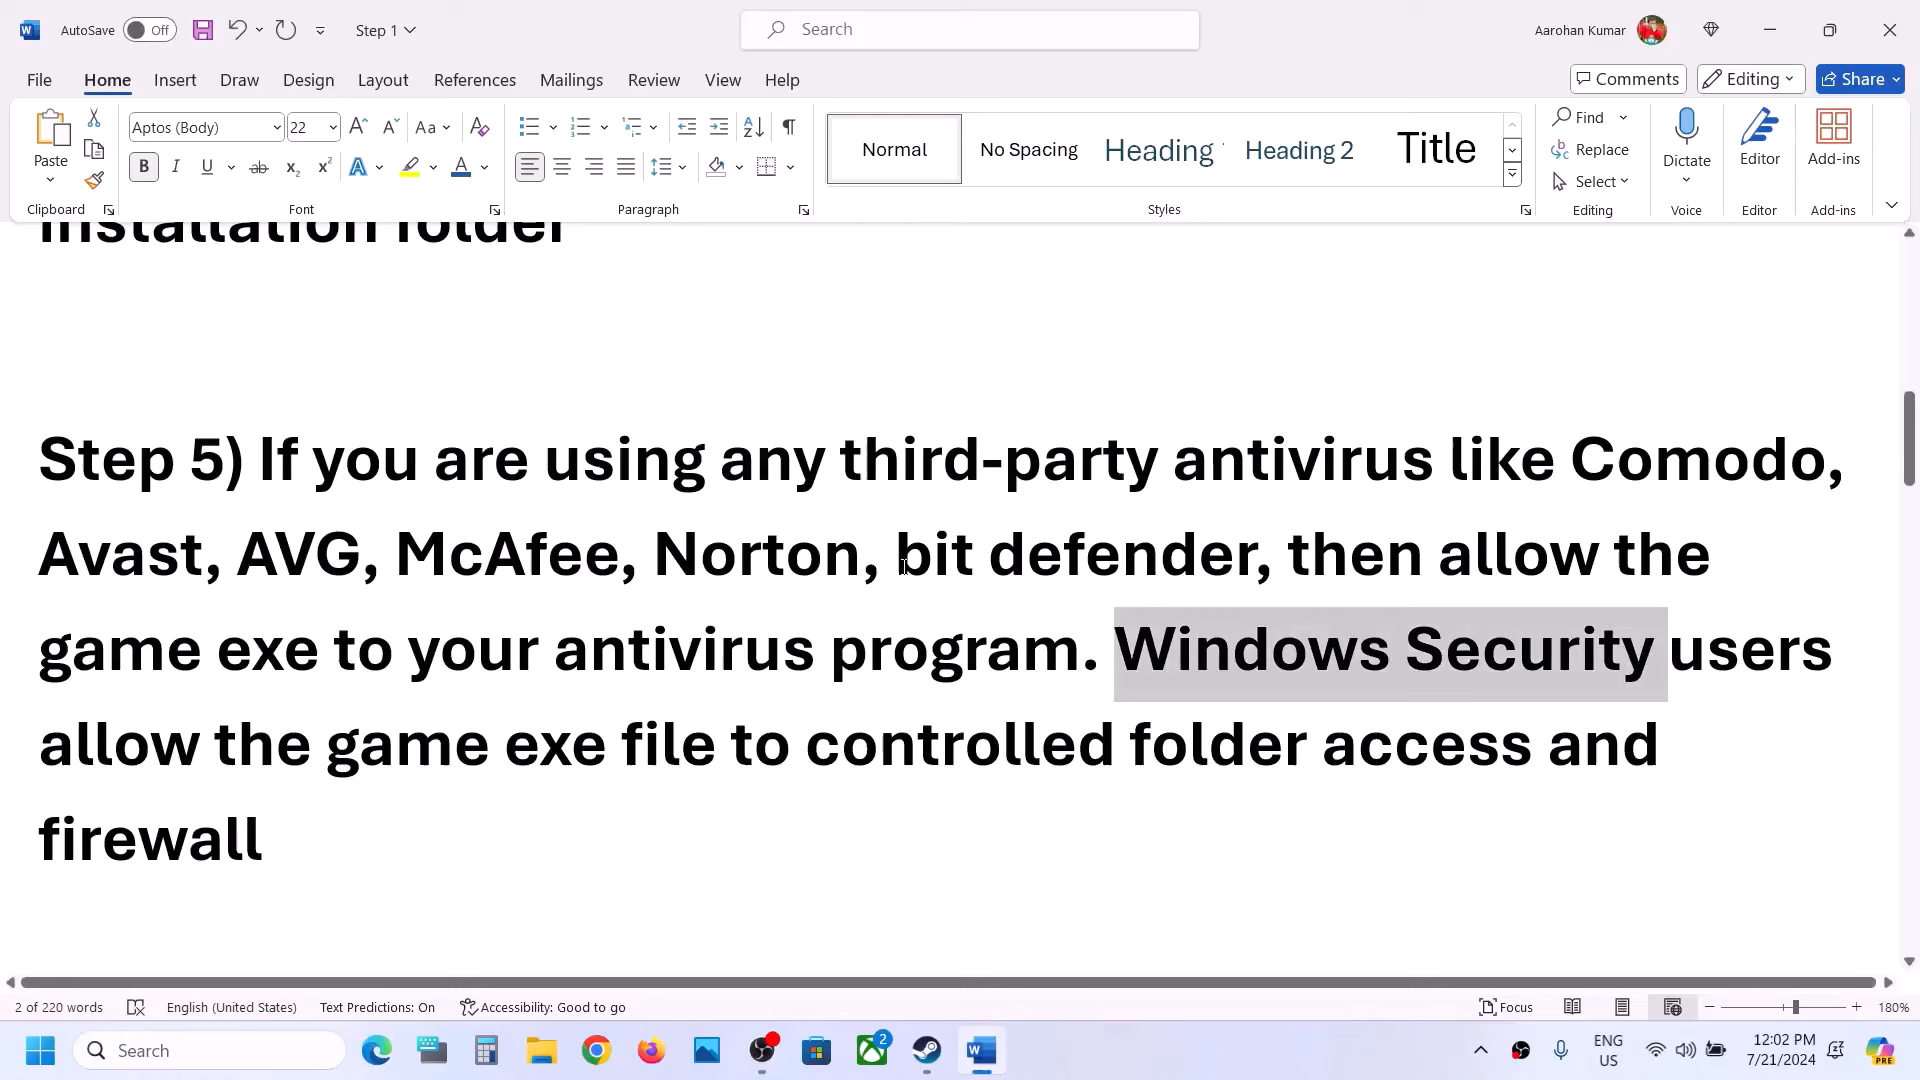 AutoSave Off Step 1 Search Aarohan Kumar
File Home Insert Draw Design Layout References Mailings Review View Help Comments Editing Share
Paste Aptos (Body) 22 Aa Normal No Spacing Heading Heading 2 Title Find Replace Select Dictate Editor Add-ins
Clipboard Font Paragraph Styles Editing Voice Editor Add-ins
installation folder
Step 5) If you are using any third-party antivirus like Comodo,
Avast, AVG, McAfee, Norton, bit defender, then allow the
game exe to your antivirus program. Windows Security users
allow the game exe file to controlled folder access and
firewall
2 of 220 words English (United States) Text Predictions: On Accessibility: Good to go Focus 180%
Search 2 ENG US 12:02 PM 7/21/2024 PRE